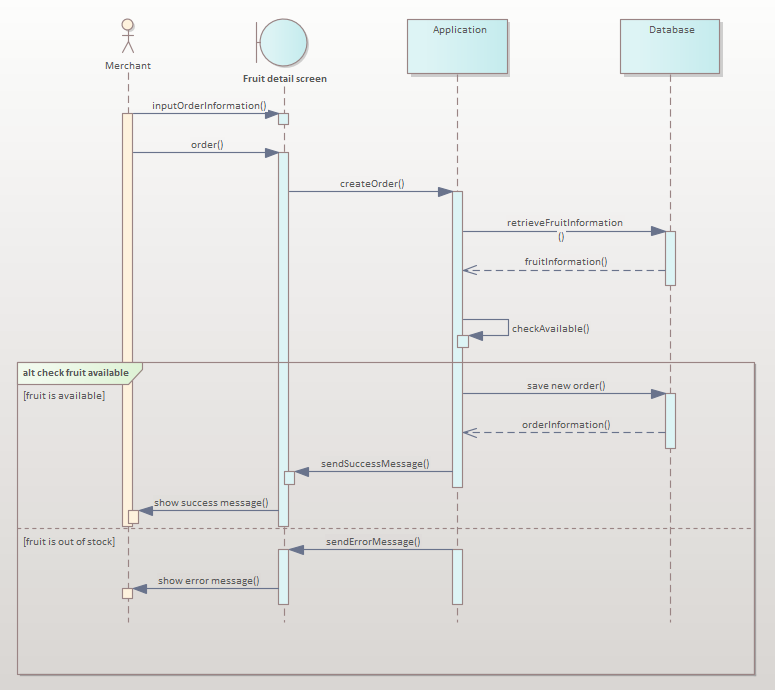 Application
Database
Merchant
Fruit detail screen
inputOrderInformation()
order()
createOrder()
retrieveFruitInformation
()
fruitInformation()
checkAvailable()
alt check fruit available
save new order()
[fruit is available]
orderInformation()
sendSuccessMessage()
show success message()
[fruit is out of stock]
sendErrorMessage()
show error message()